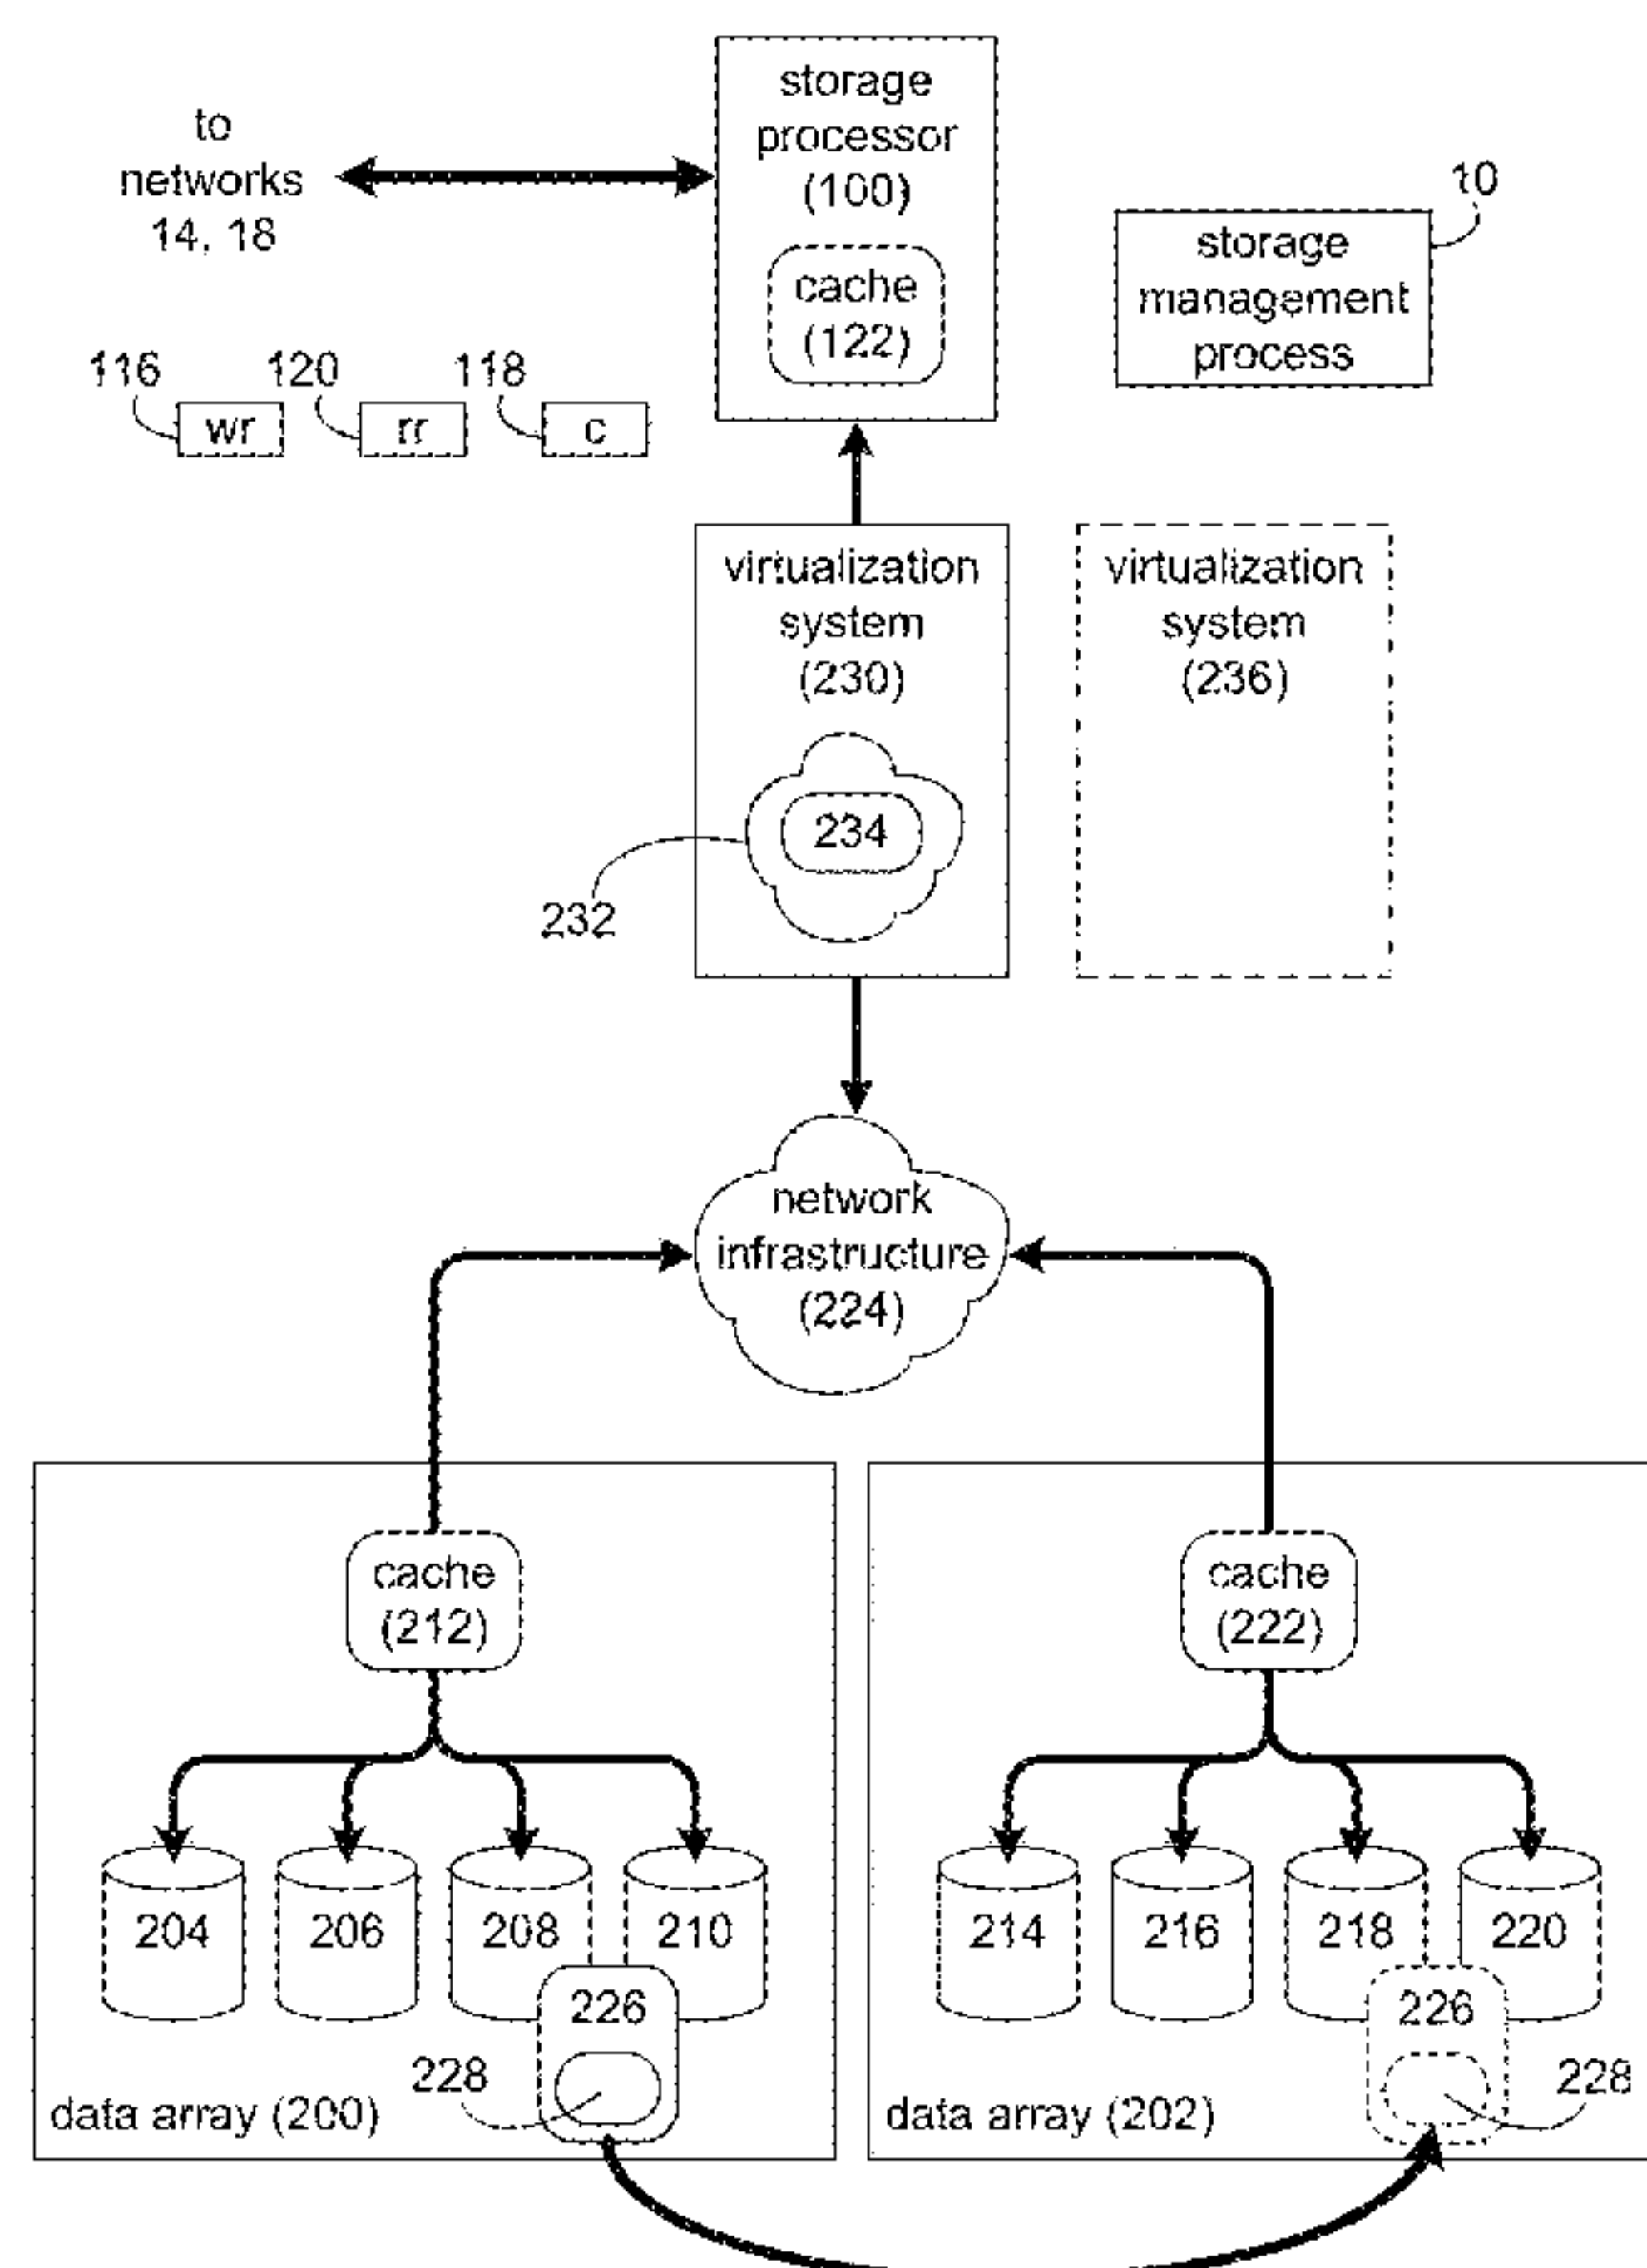 storage
processor
(100)
cache
(122)
to
networks
14, 18
10
storage
management
process
116
120
118
wr
rr
c
virtualization
system
(230)
234
232
virtualization
system
(236)
network
infrastructure
(224)
cache
(212)
cache
(222)
204
206
208
210
214
216
218
220
226
226
228
228
data array (200)
data array (202)